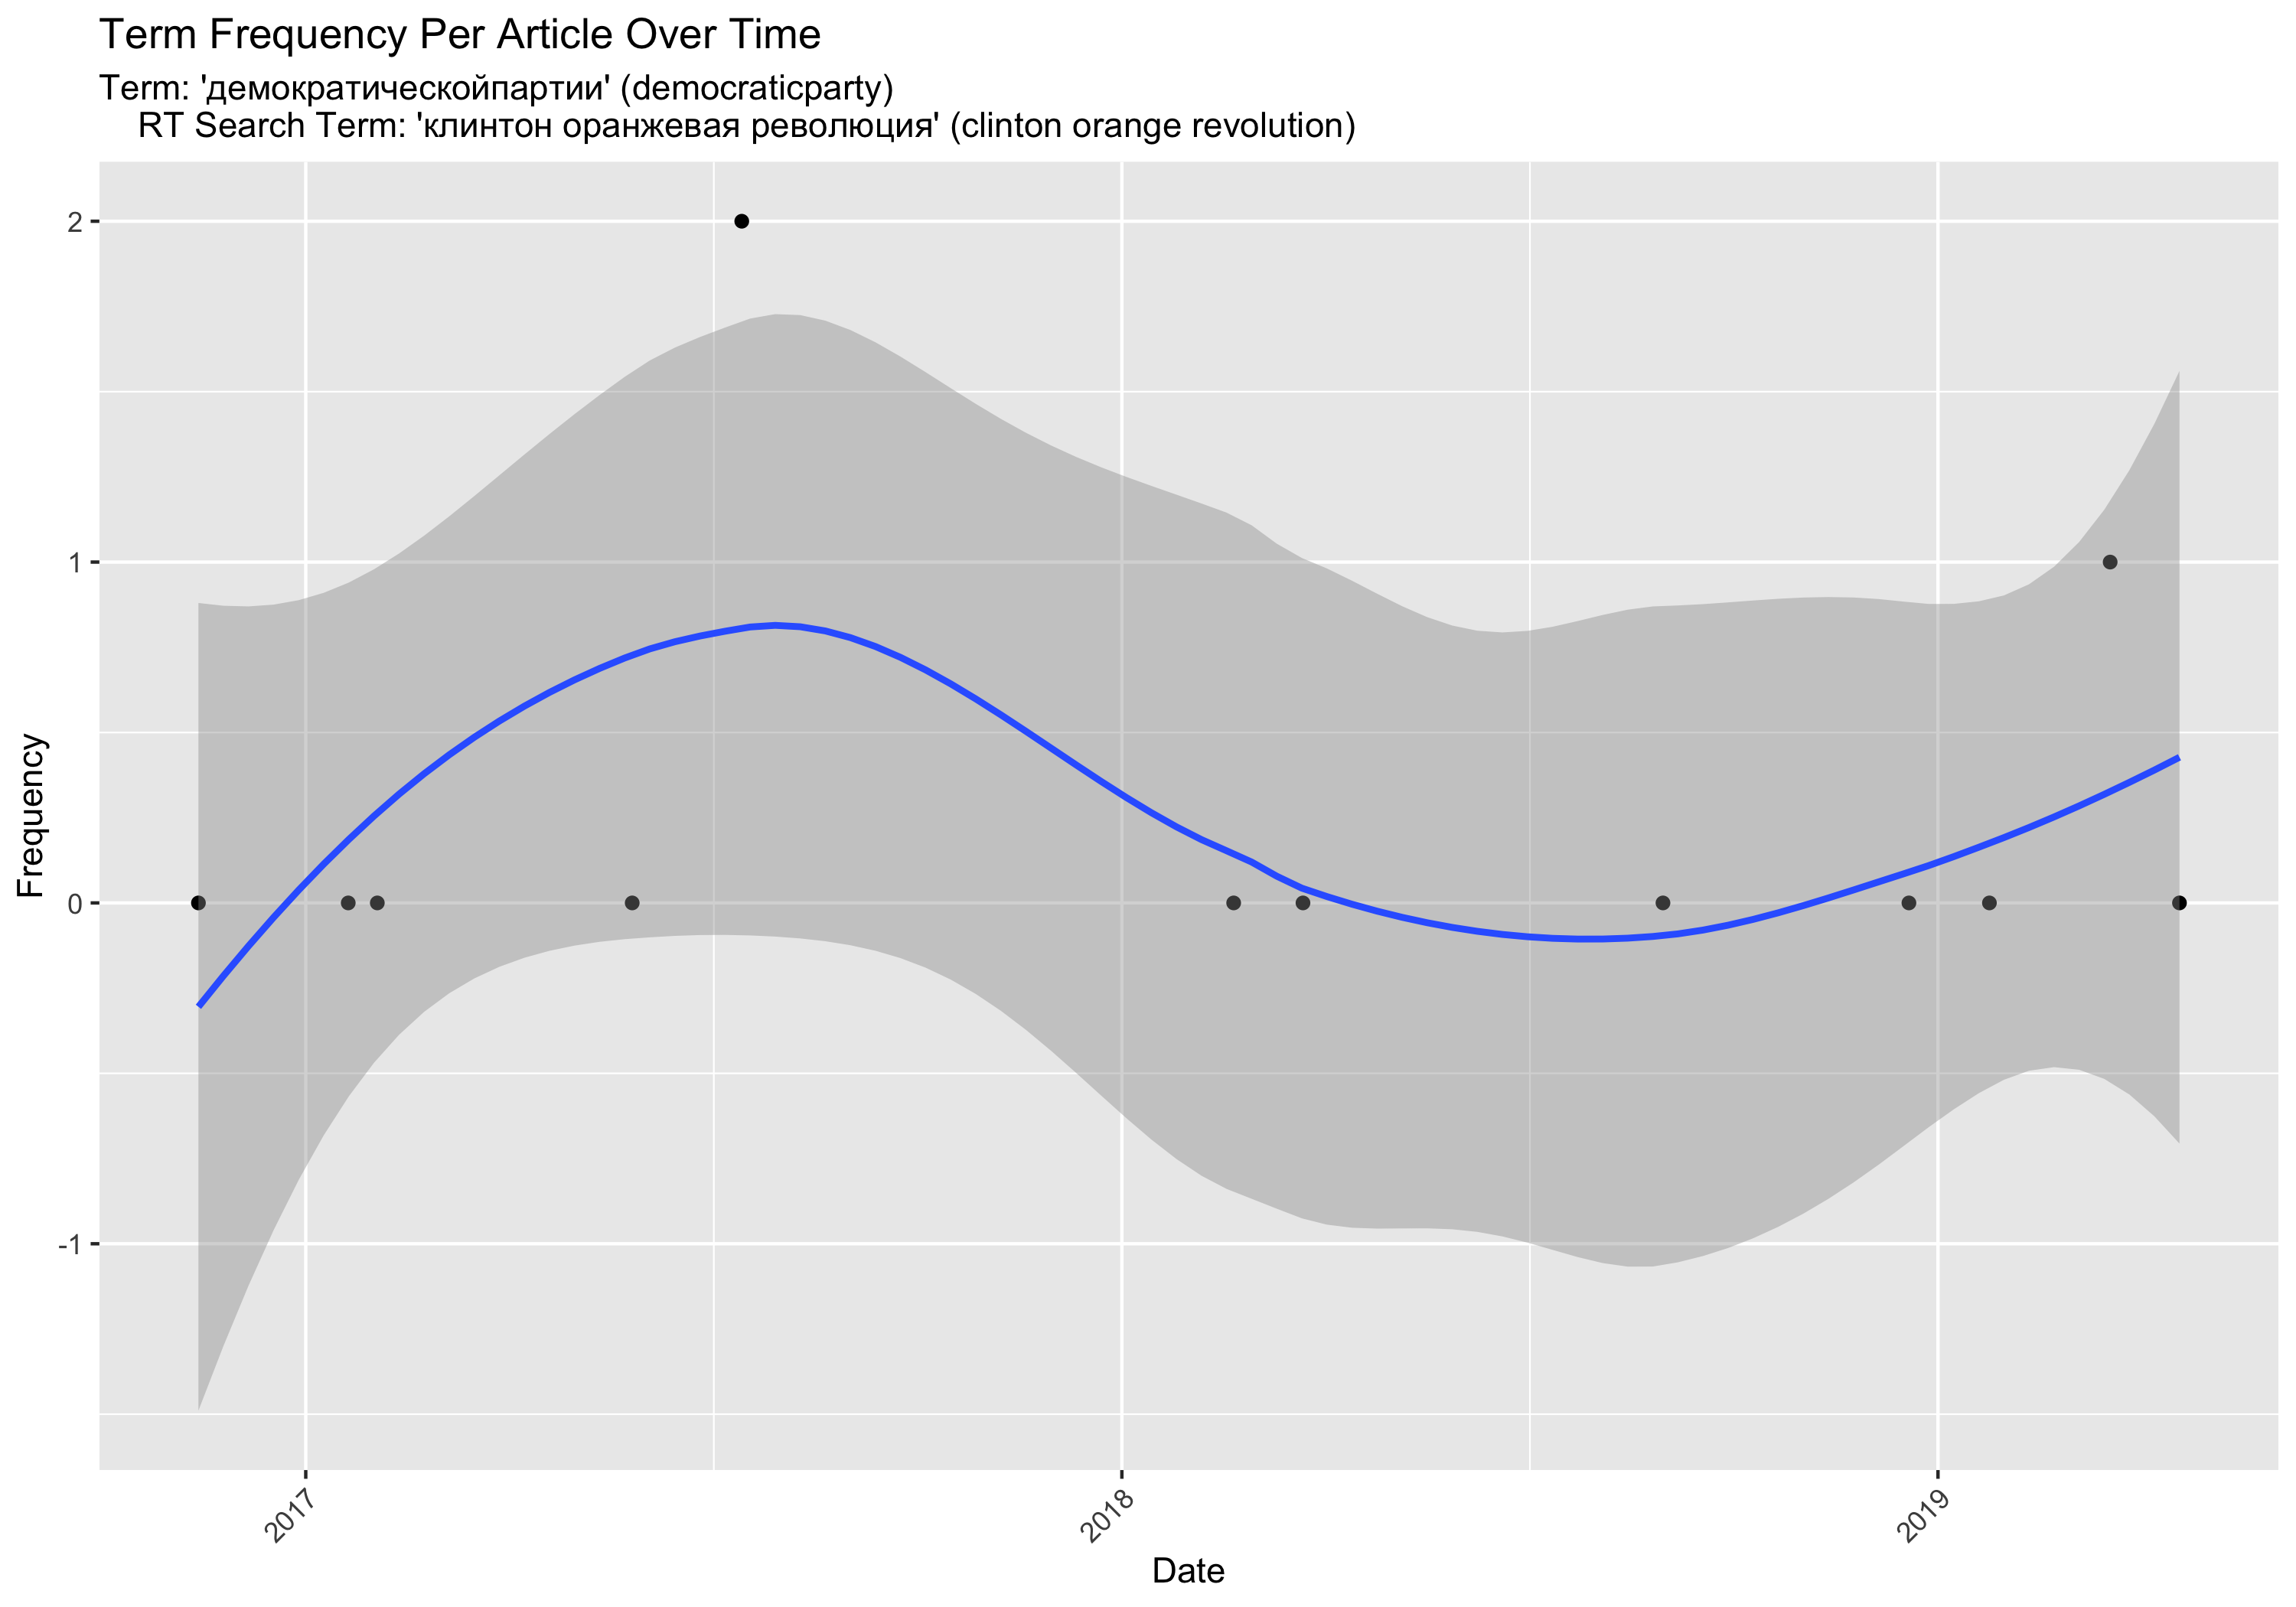 Term Frequency Per Article Over Time
Term: 'демократическойпартии' (democraticparty)
RT Search Term: 'клинтон оранжевая революция' (clinton orange revolution)
2
1
0
-1
Frequency
2017
2018
2019
Date